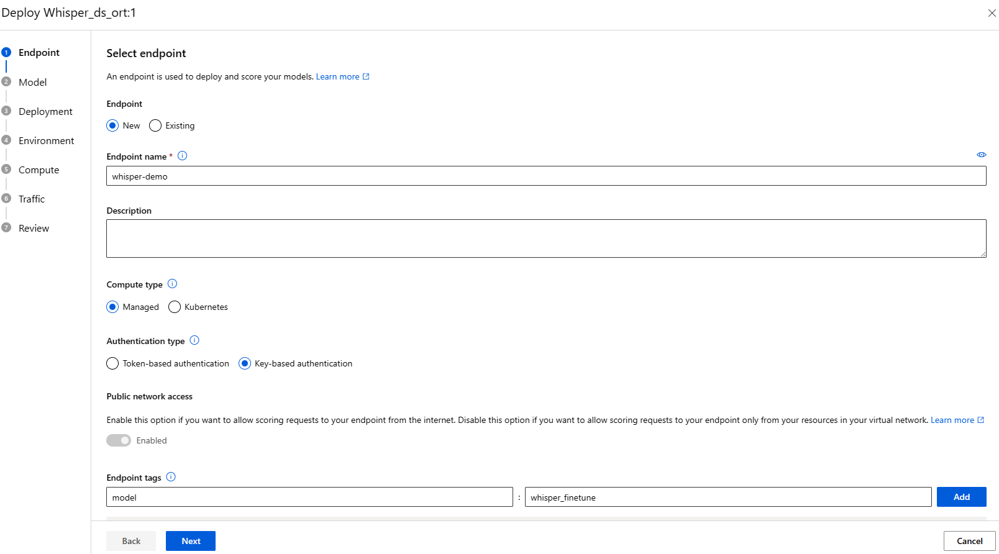 Deploy Whisper_ds_ort:1
1 Endpoint
2 Model
3 Deployment
4 Environment
5 Compute
6 Traffic
7 Review
Select endpoint
An endpoint is used to deploy and score your models. Learn more
Endpoint
New Existing
Endpoint name *
whisper-demo
Description
Compute type
Managed Kubernetes
Authentication type
Token-based authentication Key-based authentication
Public network access
Enable this option if you want to allow scoring requests to your endpoint from the internet. Disable this option if you want to allow scoring requests to your endpoint only from your resources in your virtual network. Learn more
Enabled
Endpoint tags
model : whisper_finetune Add
Back Next Cancel